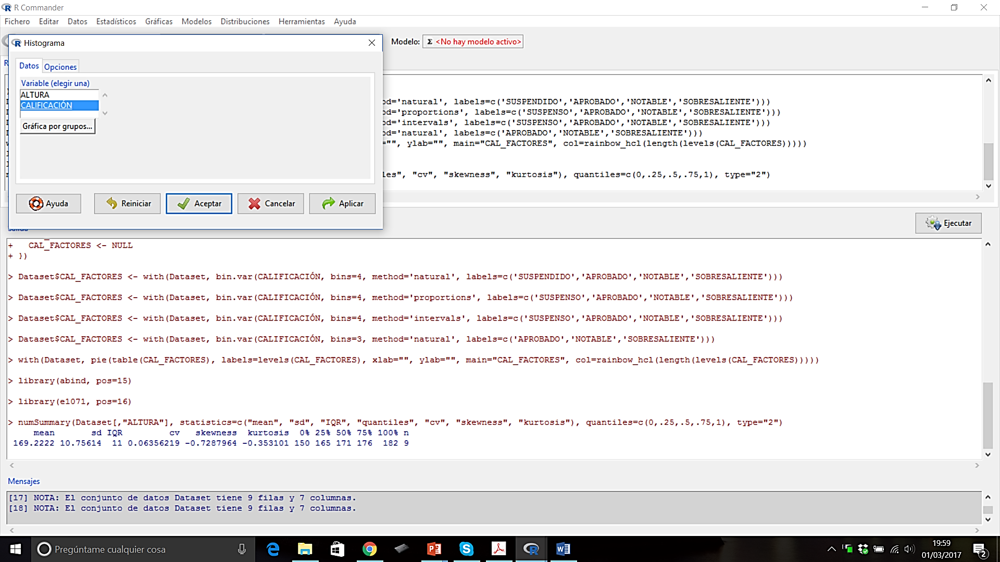 R Commander
Fichero Editar Datos Estadísticos Gráficas Modelos Distribuciones Herramientas Ayuda
Histograma
Modelo: Σ <No hay modelo activo>
Datos Opciones
Variable (elegir una)
ALTURA
CALIFICACIÓN
Gráfica por grupos...
Ayuda Reiniciar Aceptar Cancelar Aplicar
od='natural', labels=c('SUSPENDIDO','APROBADO','NOTABLE','SOBRESALIENTE')))
od='proportions', labels=c('SUSPENSO','APROBADO','NOTABLE','SOBRESALIENTE')))
od='intervals', labels=c('SUSPENSO','APROBADO','NOTABLE','SOBRESALIENTE')))
od='natural', labels=c('APROBADO','NOTABLE','SOBRESALIENTE')))
="", ylab="", main="CAL_FACTORES", col=rainbow_hcl(length(levels(CAL_FACTORES)))))
les", "cv", "skewness", "kurtosis"), quantiles=c(0,.25,.5,.75,1), type="2")
Ejecutar
+ CAL_FACTORES <- NULL
+ })
> Dataset$CAL_FACTORES <- with(Dataset, bin.var(CALIFICACIÓN, bins=4, method='natural', labels=c('SUSPENDIDO','APROBADO','NOTABLE','SOBRESALIENTE')))
> Dataset$CAL_FACTORES <- with(Dataset, bin.var(CALIFICACIÓN, bins=4, method='proportions', labels=c('SUSPENSO','APROBADO','NOTABLE','SOBRESALIENTE')))
> Dataset$CAL_FACTORES <- with(Dataset, bin.var(CALIFICACIÓN, bins=4, method='intervals', labels=c('SUSPENSO','APROBADO','NOTABLE','SOBRESALIENTE')))
> Dataset$CAL_FACTORES <- with(Dataset, bin.var(CALIFICACIÓN, bins=3, method='natural', labels=c('APROBADO','NOTABLE','SOBRESALIENTE')))
> with(Dataset, pie(table(CAL_FACTORES), labels=levels(CAL_FACTORES), xlab="", ylab="", main="CAL_FACTORES", col=rainbow_hcl(length(levels(CAL_FACTORES)))))
> library(abind, pos=15)
> library(e1071, pos=16)
> numSummary(Dataset[,"ALTURA"], statistics=c("mean", "sd", "IQR", "quantiles", "cv", "skewness", "kurtosis"), quantiles=c(0,.25,.5,.75,1), type="2")
mean sd IQR cv skewness kurtosis 0% 25% 50% 75% 100% n
169.2222 10.75614 11 0.06356219 -0.7287964 -0.353101 150 165 171 176 182 9
Mensajes
[17] NOTA: El conjunto de datos Dataset tiene 9 filas y 7 columnas.
[18] NOTA: El conjunto de datos Dataset tiene 9 filas y 7 columnas.
Pregúntame cualquier cosa
19:59
01/03/2017
2